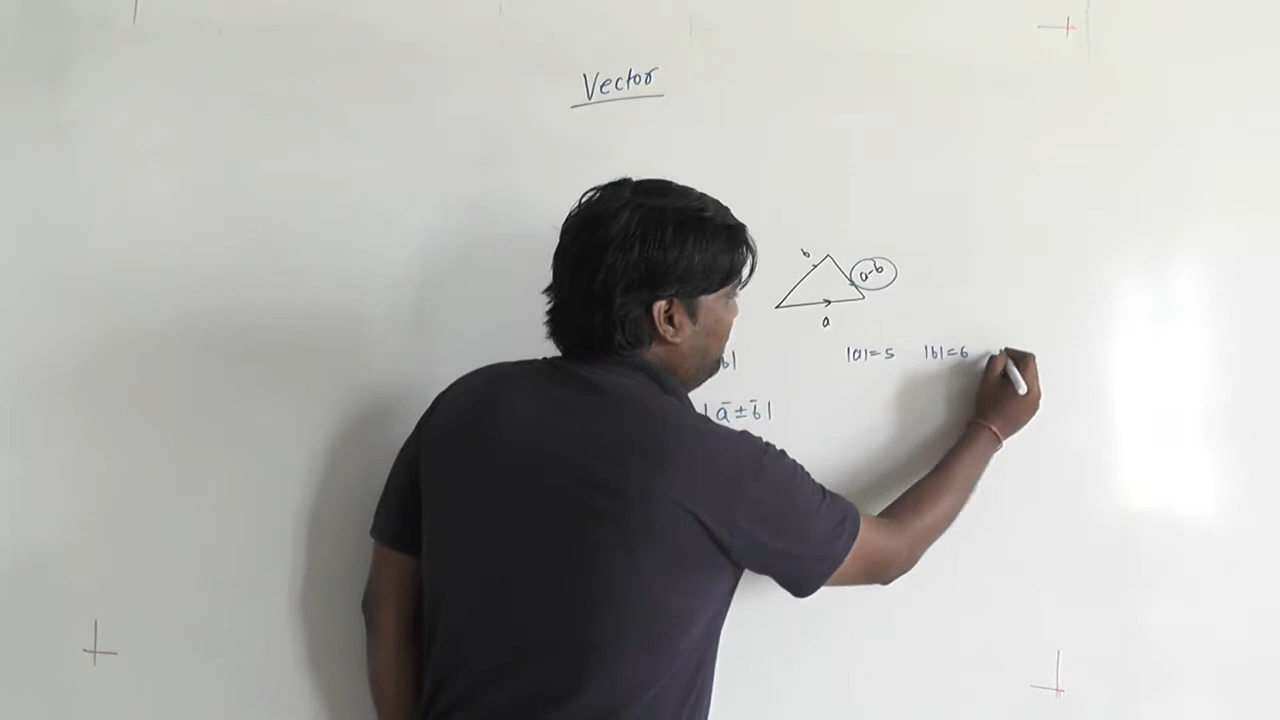 Vector
b
a-b
a
b|
|a|=5 |b|=6
|a̅ ± b̅|